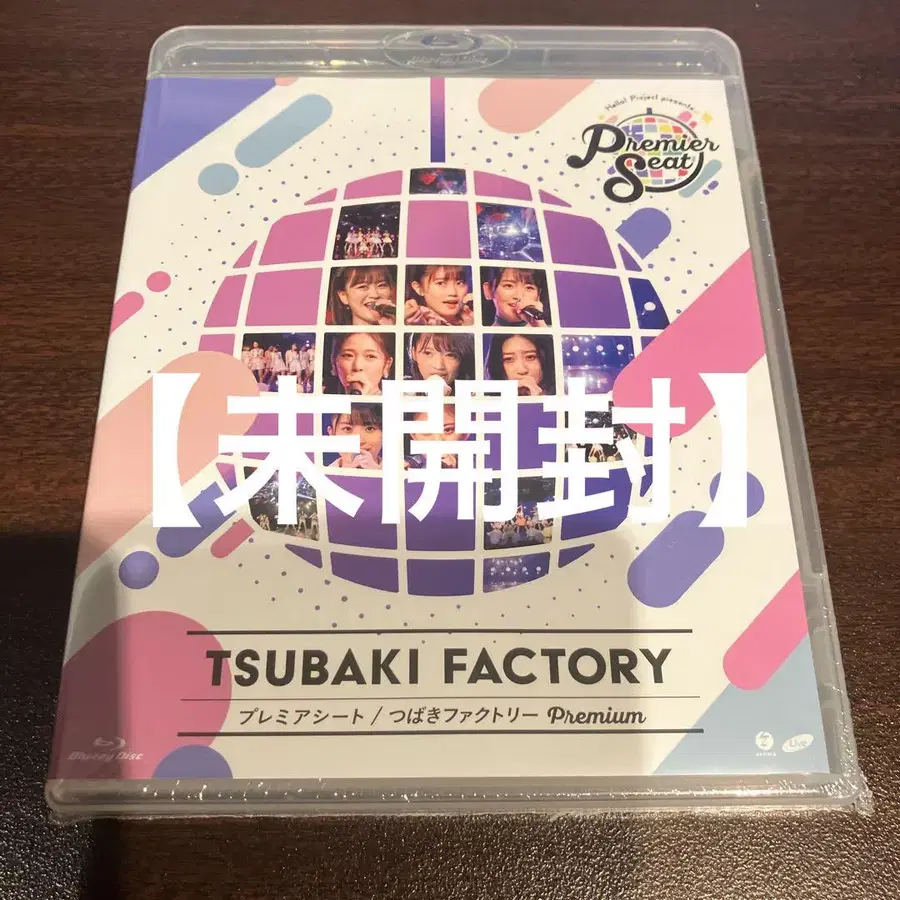 Hello! Project presents...
Premier
Seat
【未開封】
TSUBAKI FACTORY
プレミアシート / つばきファクトリー Premium
Blu-ray Disc
Live